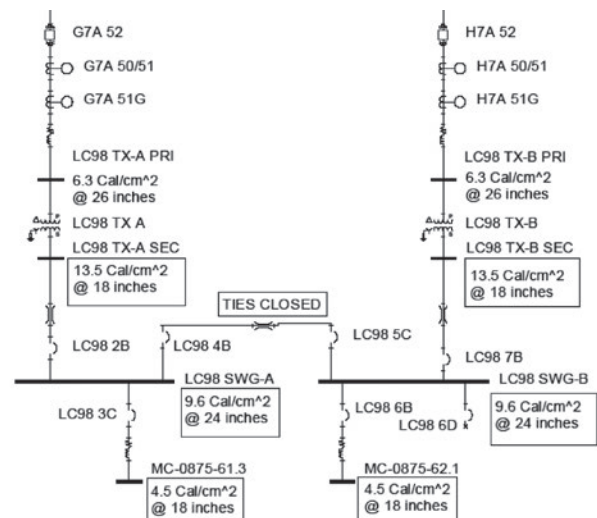 G7A 52
H7A 52
G7A 50/51
H7A 50/51
G7A 51G
H7A 51G
LC98 TX-A PRI
LC98 TX-B PRI
6.3 Cal/cm^2
@ 26 inches
6.3 Cal/cm^2
@ 26 inches
LC98 TX A
LC98 TX-B
LC98 TX-A SEC
LC98 TX-B SEC
13.5 Cal/cm^2
@ 18 inches
13.5 Cal/cm^2
@ 18 inches
TIES CLOSED
LC98 2B
LC98 4B
LC98 5C
LC98 7B
LC98 SWG-A
LC98 SWG-B
9.6 Cal/cm^2
@ 24 inches
9.6 Cal/cm^2
@ 24 inches
LC98 3C
LC98 6B
LC98 6D
MC-0875-61.3
MC-0875-62.1
4.5 Cal/cm^2
@ 18 inches
4.5 Cal/cm^2
@ 18 inches